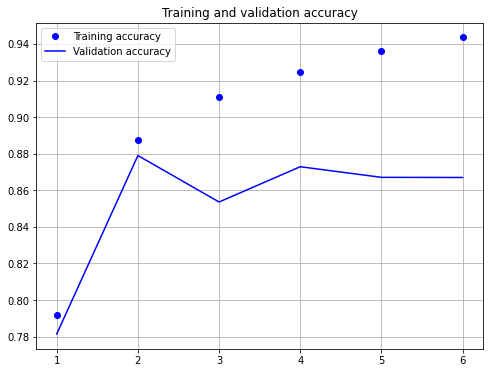 Training and validation accuracy
Training accuracy
Validation accuracy
0.94
0.92
0.90
0.88
0.86
0.84
0.82
0.80
0.78
1 2 3 4 5 6